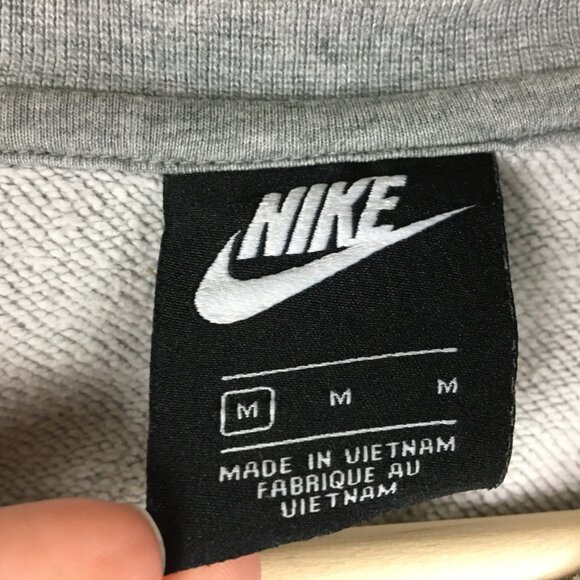 NIKE
M M M
MADE IN VIETNAM
FABRIQUE AU
VIETNAM